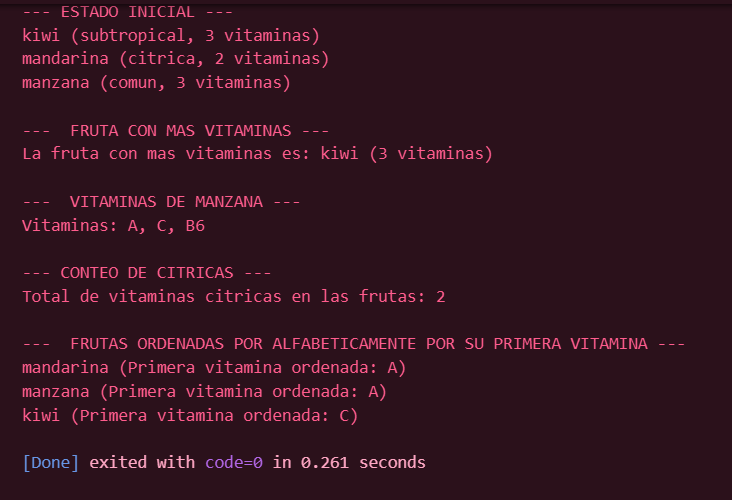 --- ESTADO INICIAL ---
kiwi (subtropical, 3 vitaminas)
mandarina (citrica, 2 vitaminas)
manzana (comun, 3 vitaminas)
---  FRUTA CON MAS VITAMINAS ---
La fruta con mas vitaminas es: kiwi (3 vitaminas)
---  VITAMINAS DE MANZANA ---
Vitaminas: A, C, B6
--- CONTEO DE CITRICAS ---
Total de vitaminas citricas en las frutas: 2
---  FRUTAS ORDENADAS POR ALFABETICAMENTE POR SU PRIMERA VITAMINA ---
mandarina (Primera vitamina ordenada: A)
manzana (Primera vitamina ordenada: A)
kiwi (Primera vitamina ordenada: C)
[Done] exited with code=0 in 0.261 seconds